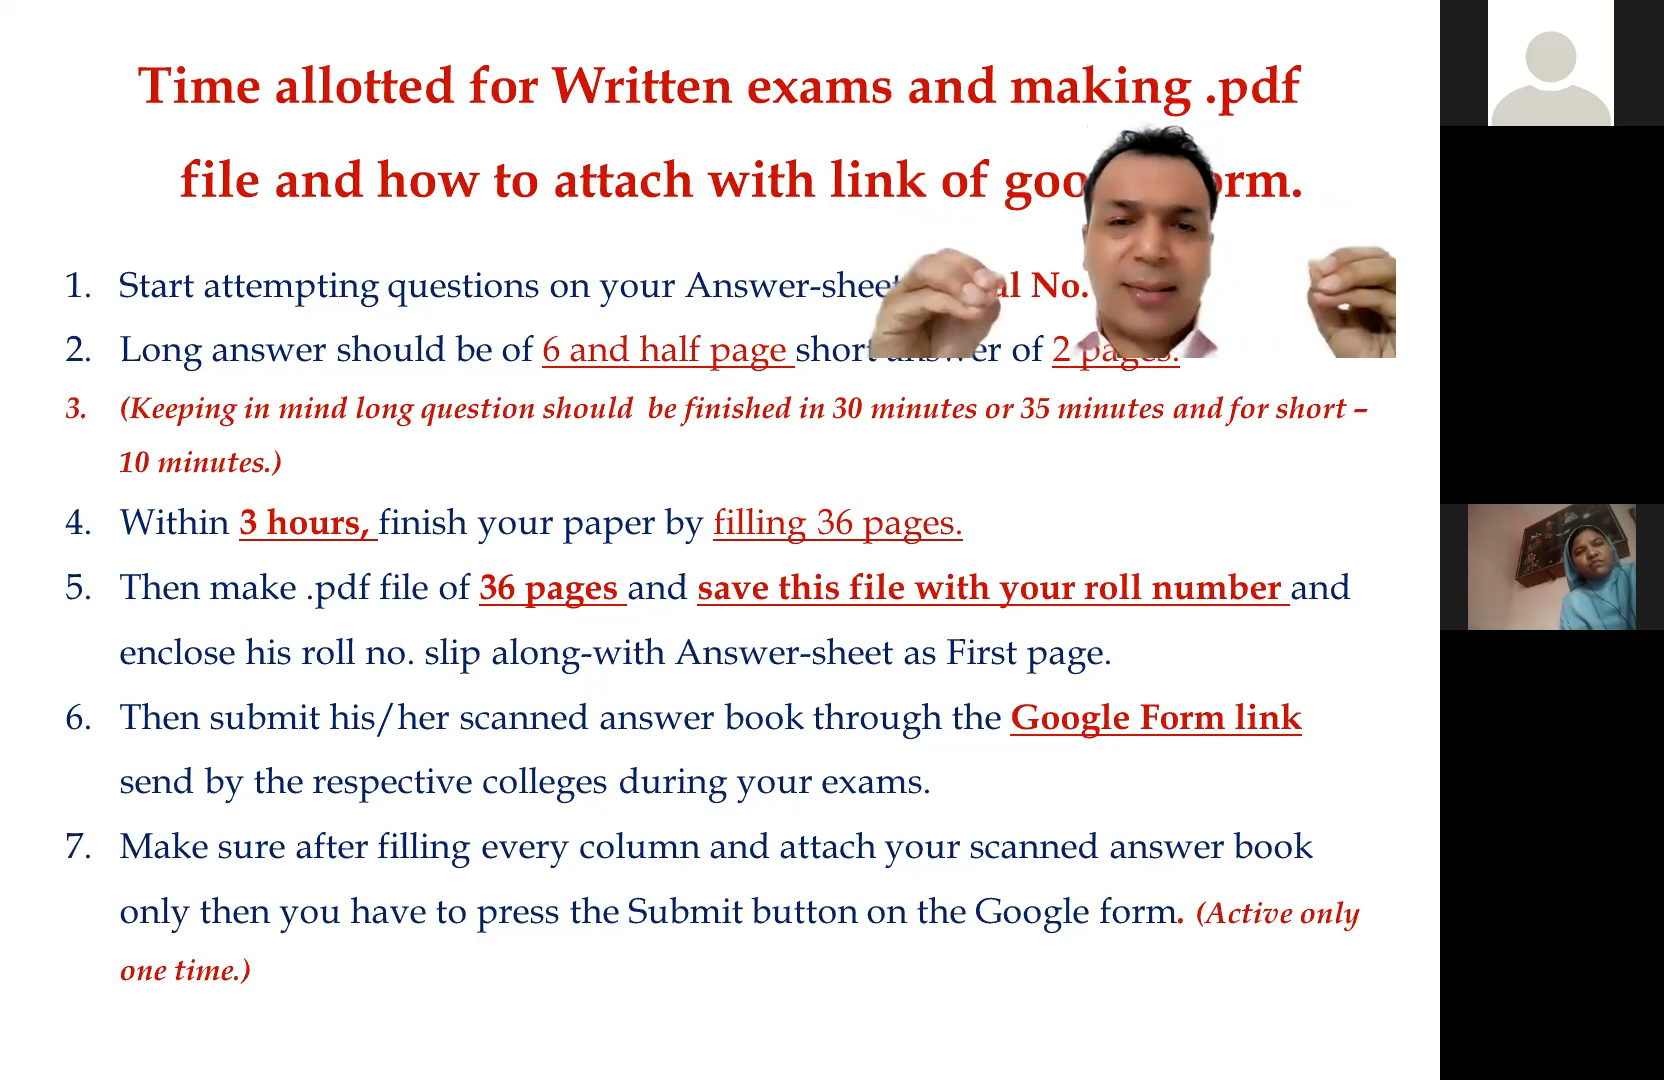 Time allotted for Written exams and making .pdf
file and how to attach with link of
1. Start attempting questions on your Answer-sheet No.
2. Long answer should be of 6 and half page short answer of 2 pages.
3. (Keeping in mind long question should be finished in 30 minutes or 35 minutes and for short –
10 minutes.)
4. Within 3 hours, finish your paper by filling 36 pages.
5. Then make .pdf file of 36 pages and save this file with your roll number and
enclose his roll no. slip along-with Answer-sheet as First page.
6. Then submit his/her scanned answer book through the Google Form link
send by the respective colleges during your exams.
7. Make sure after filling every column and attach your scanned answer book
only then you have to press the Submit button on the Google form. (Active only
one time.)